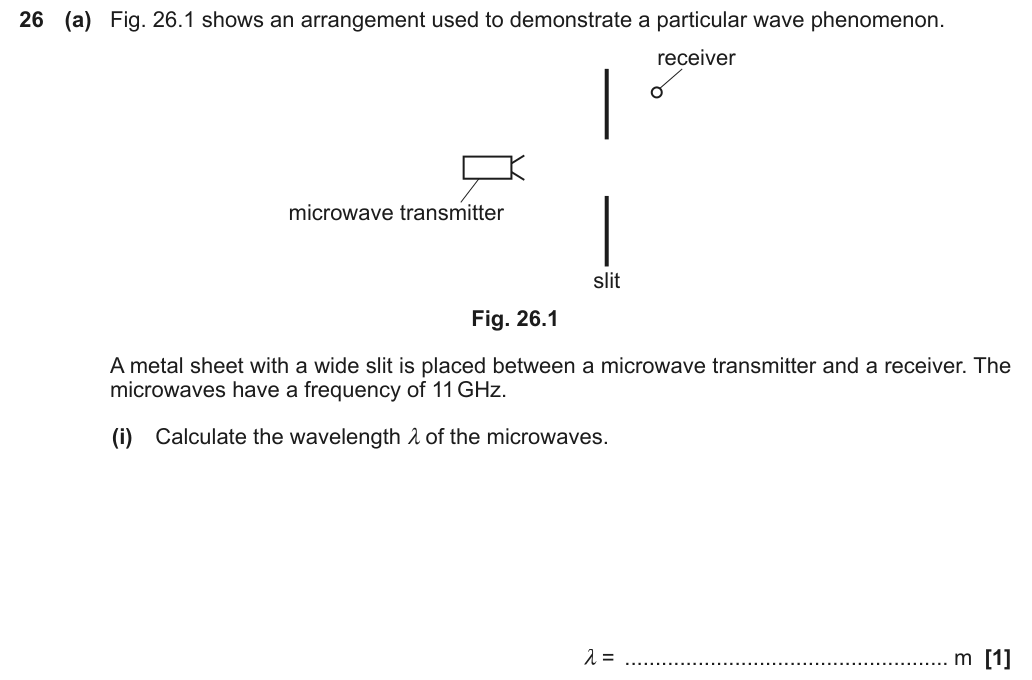 26 (a) Fig. 26.1 shows an arrangement used to demonstrate a particular wave phenomenon.
receiver
microwave transmitter
slit
Fig. 26.1
A metal sheet with a wide slit is placed between a microwave transmitter and a receiver. The
microwaves have a frequency of 11 GHz.
(i) Calculate the wavelength λ of the microwaves.
λ = ..................................................... m [1]